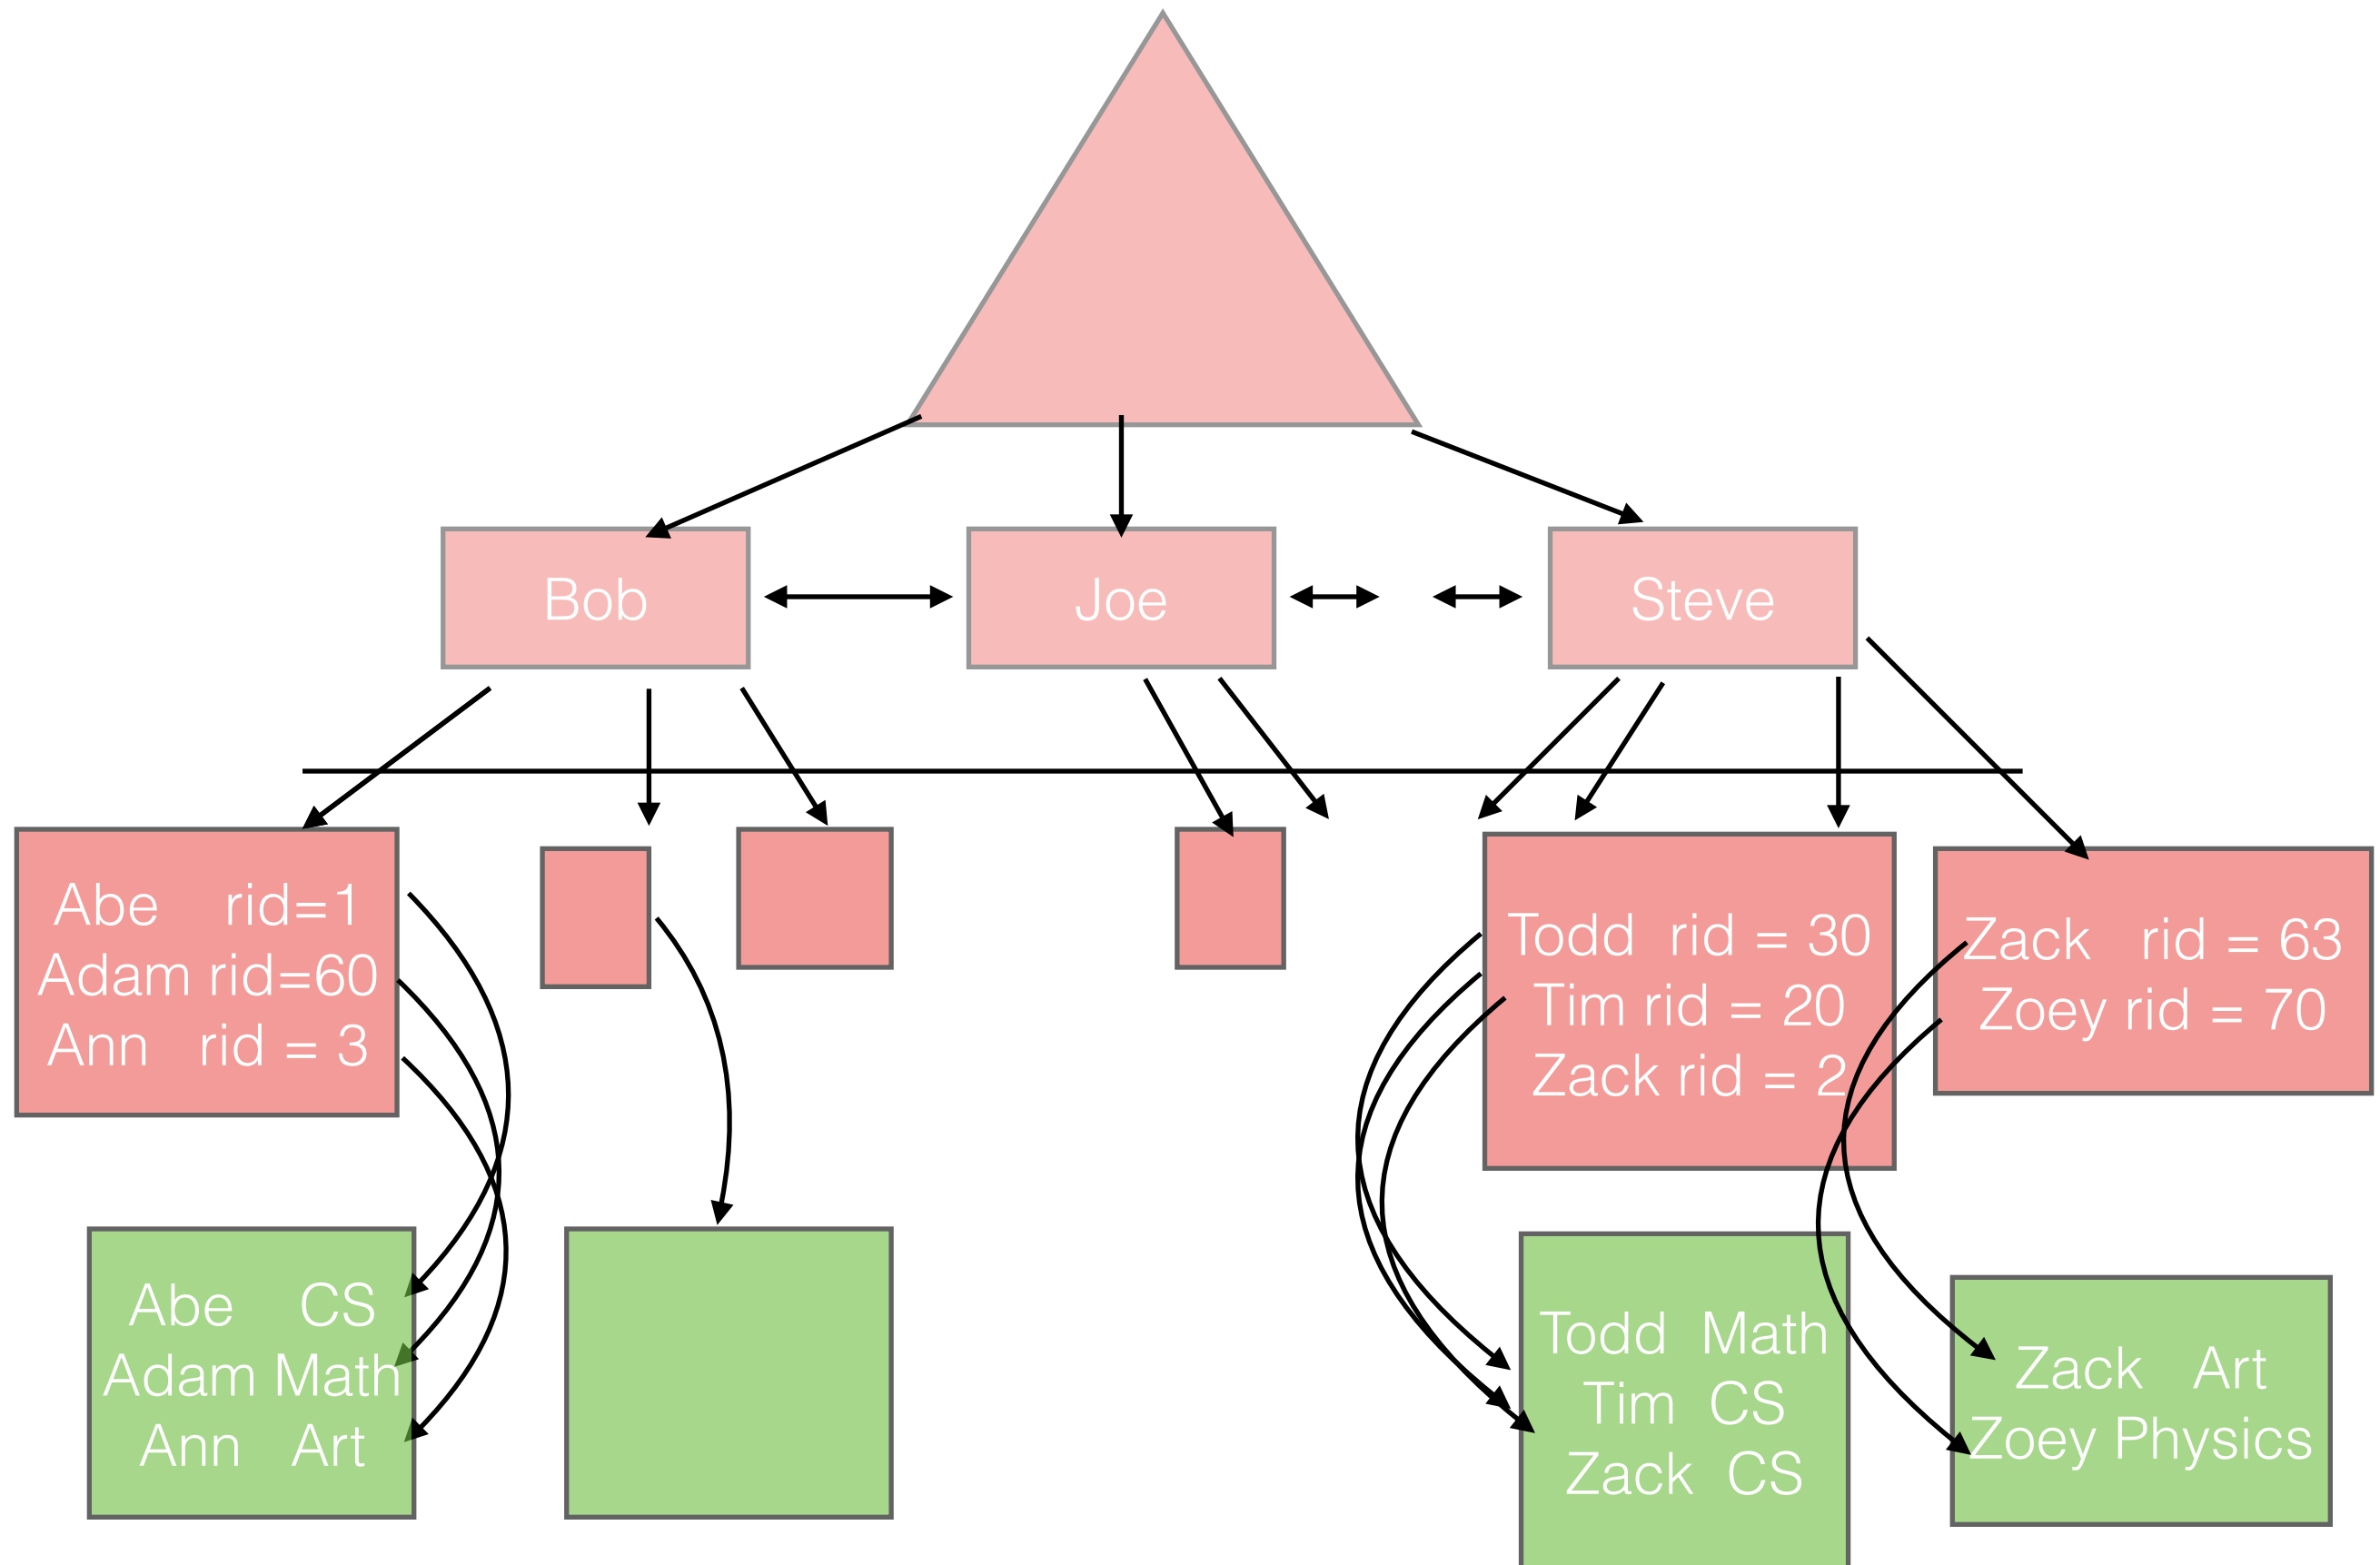 Bob
Joe
Steve
Abe rid=1
Adam rid=60
Ann rid = 3
Todd rid = 30
Tim rid = 20
Zack rid = 2
Zack rid = 63
Zoey rid = 70
Abe CS
Adam Math
Ann Art
Todd Math
Tim CS
Zack CS
Zack Art
Zoey Physics